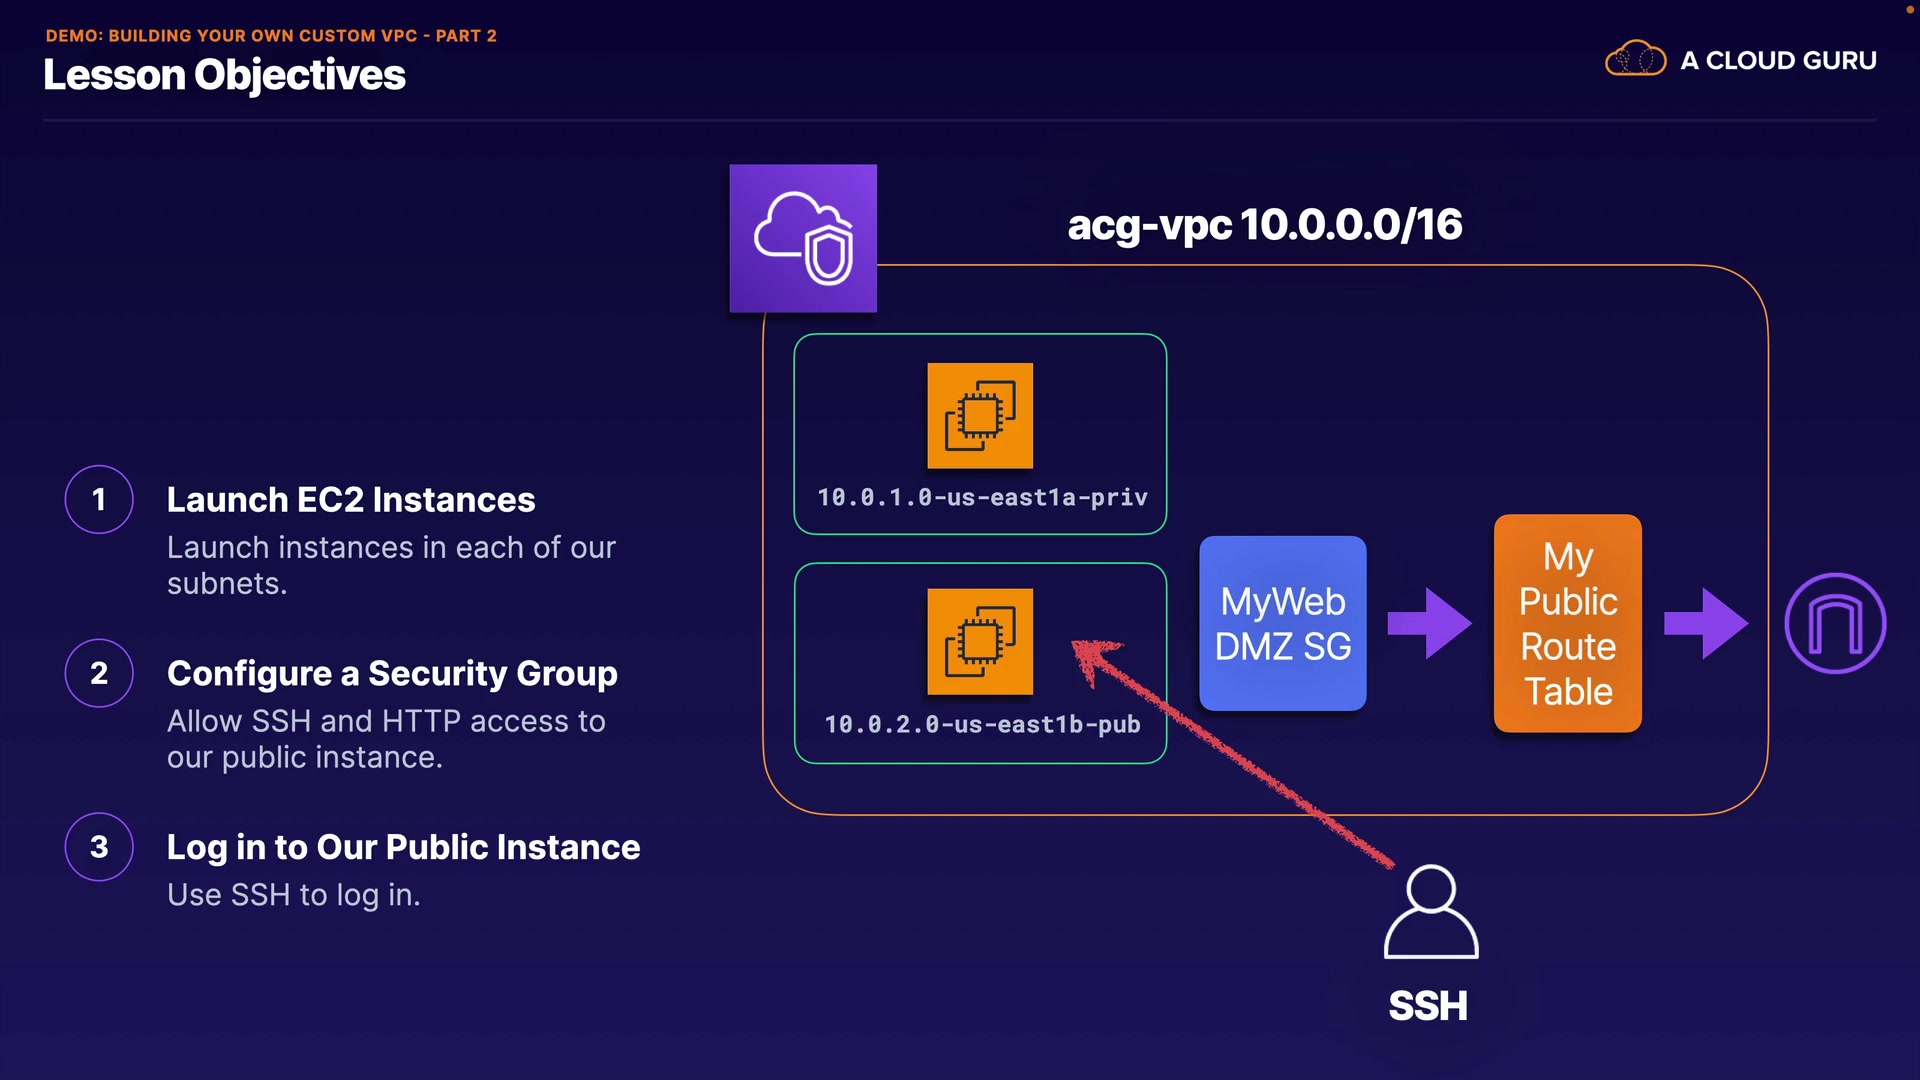 DEMO: BUILDING YOUR OWN CUSTOM VPC - PART 2
Lesson Objectives
A CLOUD GURU
acg-vpc 10.0.0.0/16
1
Launch EC2 Instances
Launch instances in each of our
subnets.
2
Configure a Security Group
Allow SSH and HTTP access to
our public instance.
3
Log in to Our Public Instance
Use SSH to log in.
10.0.1.0-us-east1a-priv
10.0.2.0-us-east1b-pub
MyWeb
DMZ SG
My
Public
Route
Table
SSH